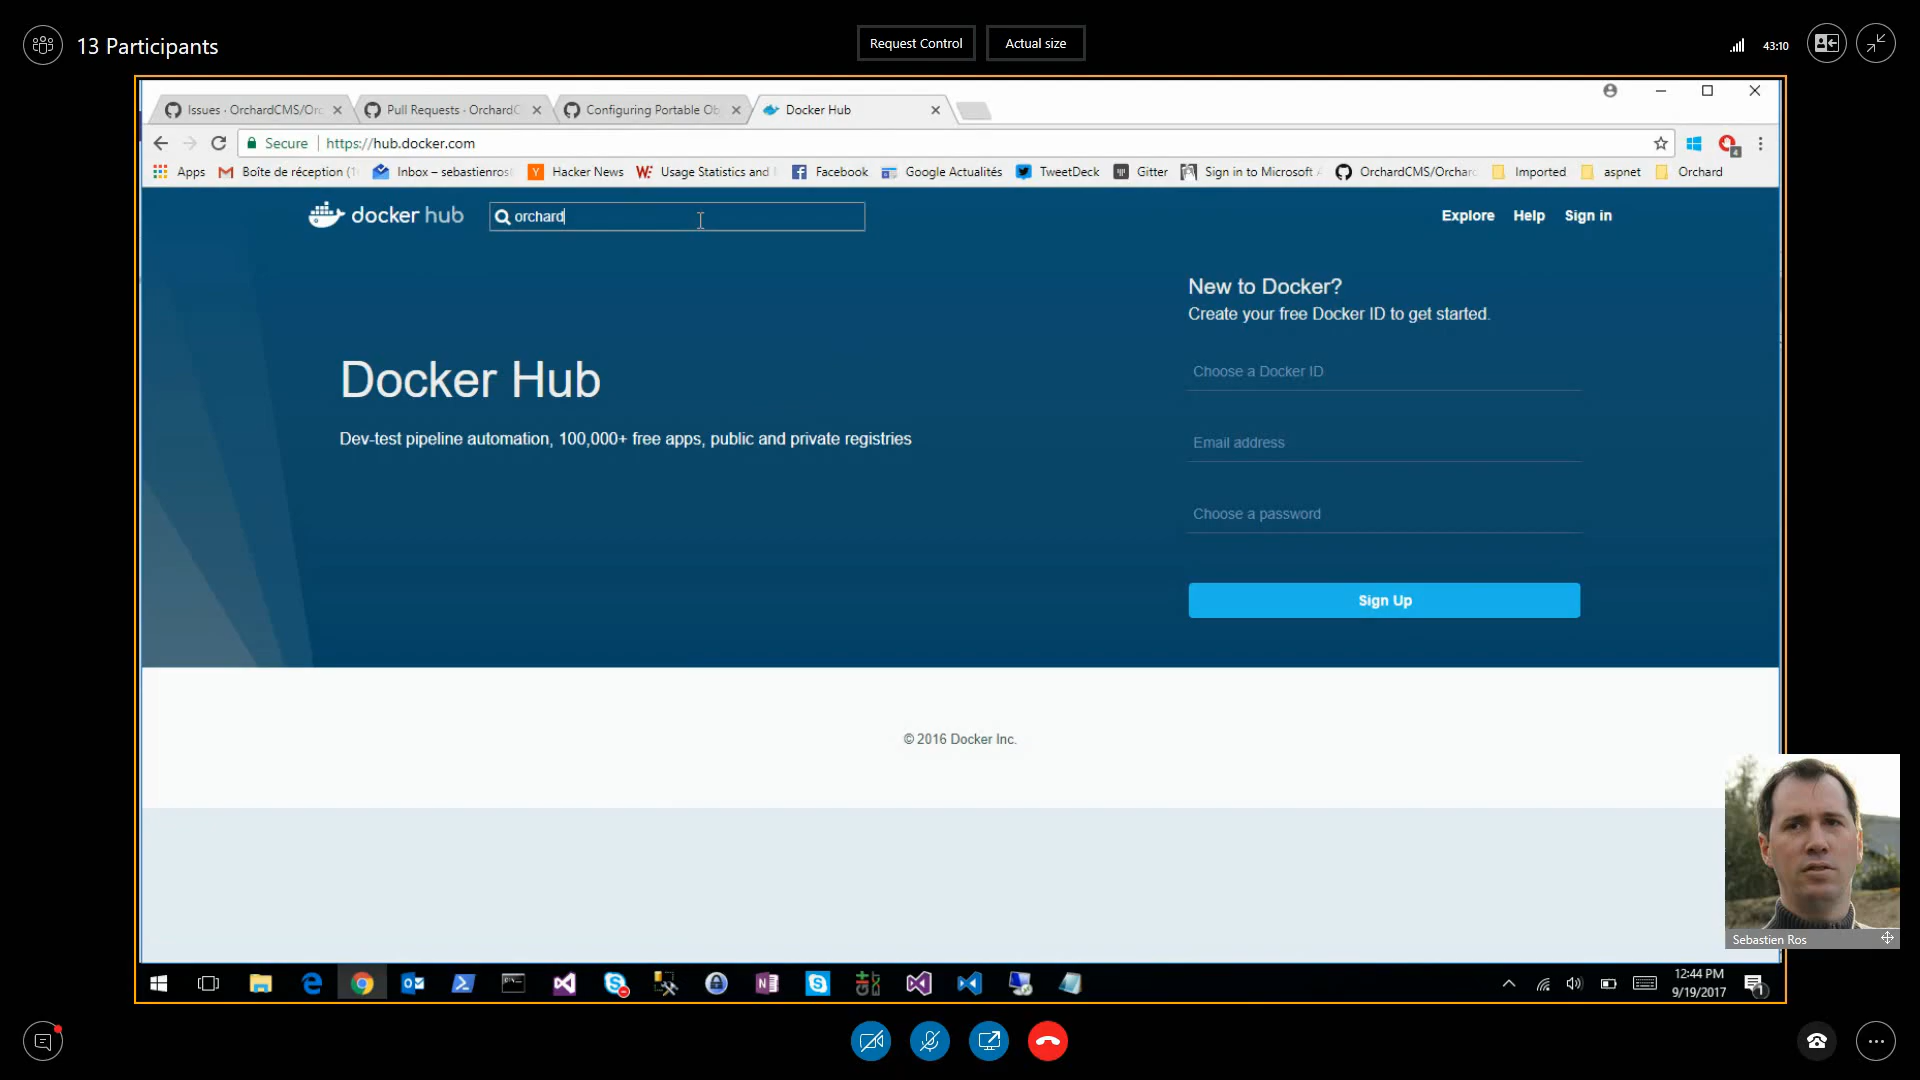 13 Participants
Request Control
Actual size
43:10
Issues · OrchardCMS/Orc
Pull Requests · OrchardC
Configuring Portable Ob
Docker Hub
Secure
https://hub.docker.com
4
Apps
Boîte de réception (1
Inbox – sebastienros
Hacker News
Usage Statistics and
Facebook
Google Actualités
TweetDeck
Gitter
Sign in to Microsoft
OrchardCMS/Orchar
Imported
aspnet
Orchard
docker hub
orchard
Explore
Help
Sign in
New to Docker?
Create your free Docker ID to get started.
Choose a Docker ID
Docker Hub
Dev-test pipeline automation, 100,000+ free apps, public and private registries
Email address
Choose a password
Sign Up
© 2016 Docker Inc.
Sebastien Ros
12:44 PM
9/19/2017
1